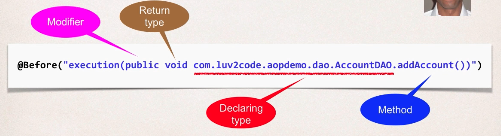 Return
type
Modifier
@Before("execution(public void com.luv2code.aopdemo.dao.AccountDAO.addAccount())")
Declaring
type
Method